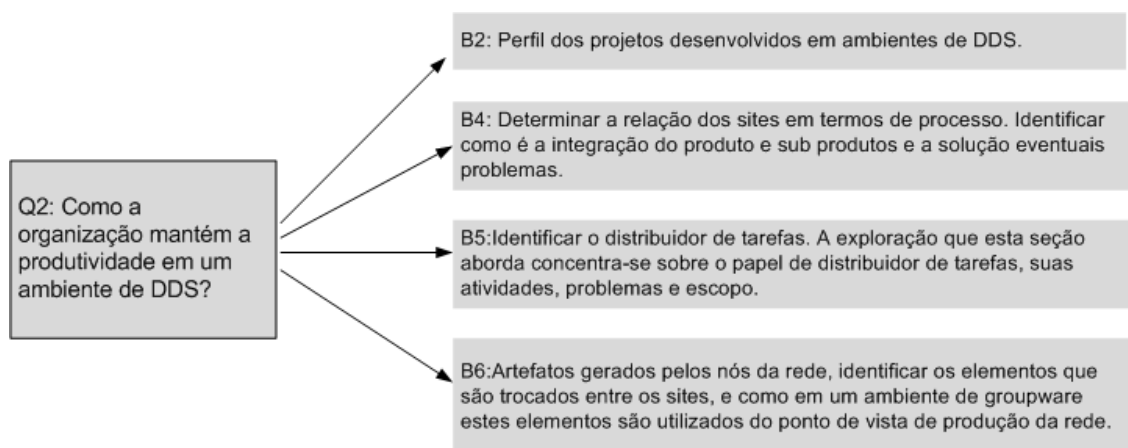 Q2: Como a
organização mantém a
produtividade em um
ambiente de DDS?
B2: Perfil dos projetos desenvolvidos em ambientes de DDS.
B4: Determinar a relação dos sites em termos de processo. Identificar
como é a integração do produto e sub produtos e a solução eventuais
problemas.
B5:Identificar o distribuidor de tarefas. A exploração que esta seção
aborda concentra-se sobre o papel de distribuidor de tarefas, suas
atividades, problemas e escopo.
B6:Artefatos gerados pelos nós da rede, identificar os elementos que
são trocados entre os sites, e como em um ambiente de groupware
estes elementos são utilizados do ponto de vista de produção da rede.